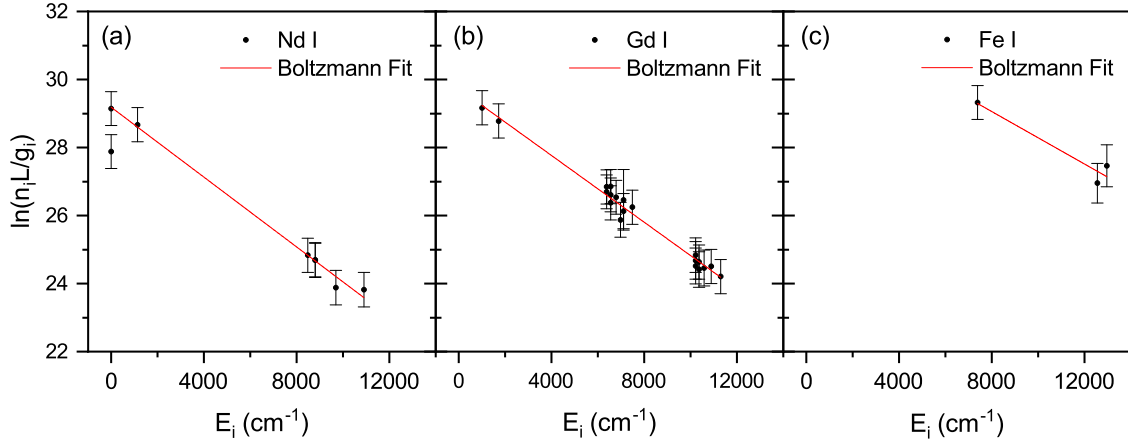 (a)
Nd I
Boltzmann Fit
(b)
Gd I
Boltzmann Fit
(c)
Fe I
Boltzmann Fit
ln(nᵢL/gᵢ)
32
30
28
26
24
22
0 4000 8000 12000
0 4000 8000 12000
0 4000 8000 12000
Eᵢ (cm⁻¹)
Eᵢ (cm⁻¹)
Eᵢ (cm⁻¹)